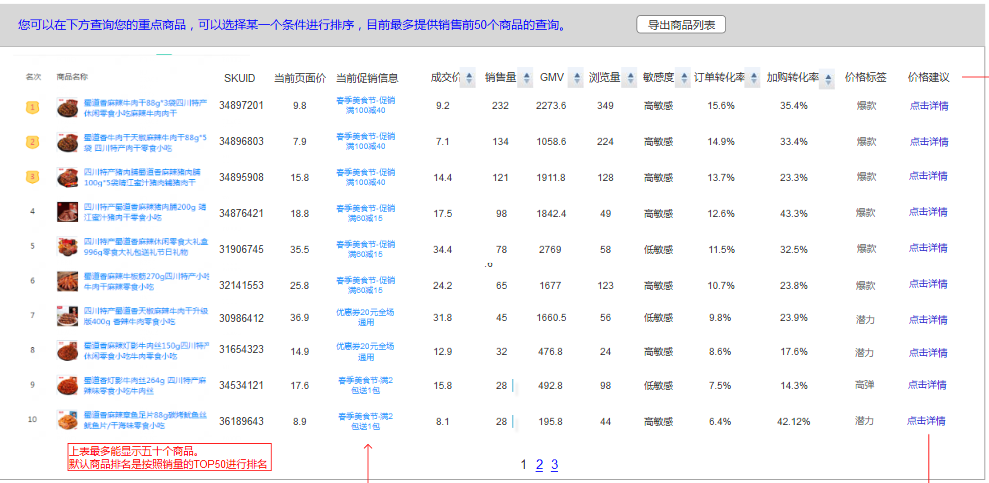 您可以在下方查询您的重点商品，可以选择某一个条件进行排序，目前最多提供销售前50个商品的查询。 导出商品列表
名次 商品名称 SKUID 当前页面价 当前促销信息 成交价 销售量 GMV 浏览量 敏感度 订单转化率 加购转化率 价格标签 价格建议
1 蜀道香麻辣牛肉干88g*3袋四川特产 34897201 9.8 春季美食节-促销 9.2 232 2273.6 349 高敏感 15.6% 35.4% 爆款 点击详情
休闲零食小吃麻辣牛肉肉干 满100减40
2 蜀道香牛肉干天椒麻辣牛肉干88g*5 34896803 7.9 春季美食节-促销 7.1 134 1058.6 224 高敏感 14.9% 33.4% 爆款 点击详情
袋 四川特产肉干零食小吃 满100减40
3 四川特产猪肉脯蜀道香麻辣猪肉脯 34895908 15.8 春季美食节-促销 14.4 121 1911.8 128 高敏感 13.7% 23.3% 爆款 点击详情
100g*5袋靖江蜜汁猪肉铺猪肉干 满100减40
4 四川特产蜀道香麻辣猪肉脯200g 靖 34876421 18.8 春季美食节-促销 17.5 98 1842.4 49 高敏感 12.6% 43.3% 爆款 点击详情
江蜜汁猪肉干零食小吃 满60减15
5 四川特产蜀道香麻辣休闲零食大礼盒 31906745 35.5 春季美食节-促销 34.4 78 2769 58 低敏感 11.5% 32.5% 爆款 点击详情
996g零食大礼包送礼节日礼物 满60减15
.6
6 蜀道香麻辣牛板筋270g四川特产小吃 32141553 25.8 春季美食节-促销 24.2 65 1677 123 高敏感 10.7% 23.8% 爆款 点击详情
牛肉干麻辣零食小吃 满60减15
7 四川特产蜀道香天椒麻辣牛肉干升级 30986412 36.9 优惠券20元全场 31.8 45 1660.5 56 低敏感 9.8% 23.9% 潜力 点击详情
版400g 香辣牛肉零食小吃 通用
8 蜀道香麻辣灯影牛肉丝150g四川特产 31654323 14.9 优惠券20元全场 12.9 32 476.8 24 高敏感 8.6% 17.6% 潜力 点击详情
休闲零食小吃牛肉零食小吃 通用
9 蜀道香灯影牛肉丝264g 四川特产麻 34534121 17.6 春季美食节-满2 15.8 28 492.8 98 低敏感 7.5% 14.3% 高弹 点击详情
辣味零食小吃牛肉丝 包送1包
10 蜀道香麻辣章鱼足片88g碳烤鱿鱼丝 36189643 8.9 春季美食节-满2 8.1 28 195.8 44 高敏感 6.4% 42.12% 潜力 点击详情
鱿鱼片/干海味零食小吃 包送1包
上表最多能显示五十个商品。
默认商品排名是按照销量的TOP50进行排名
1 2 3